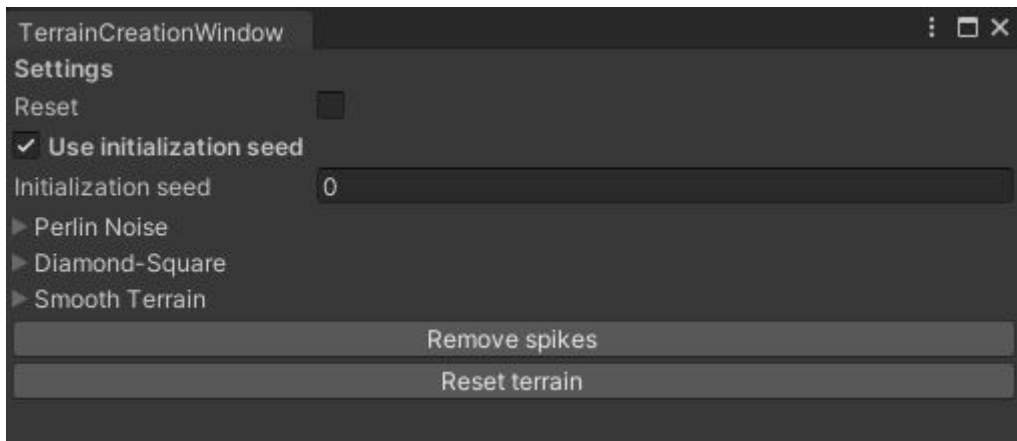 TerrainCreationWindow
Settings
Reset
Use initialization seed
Initialization seed 0
Perlin Noise
Diamond-Square
Smooth Terrain
Remove spikes
Reset terrain